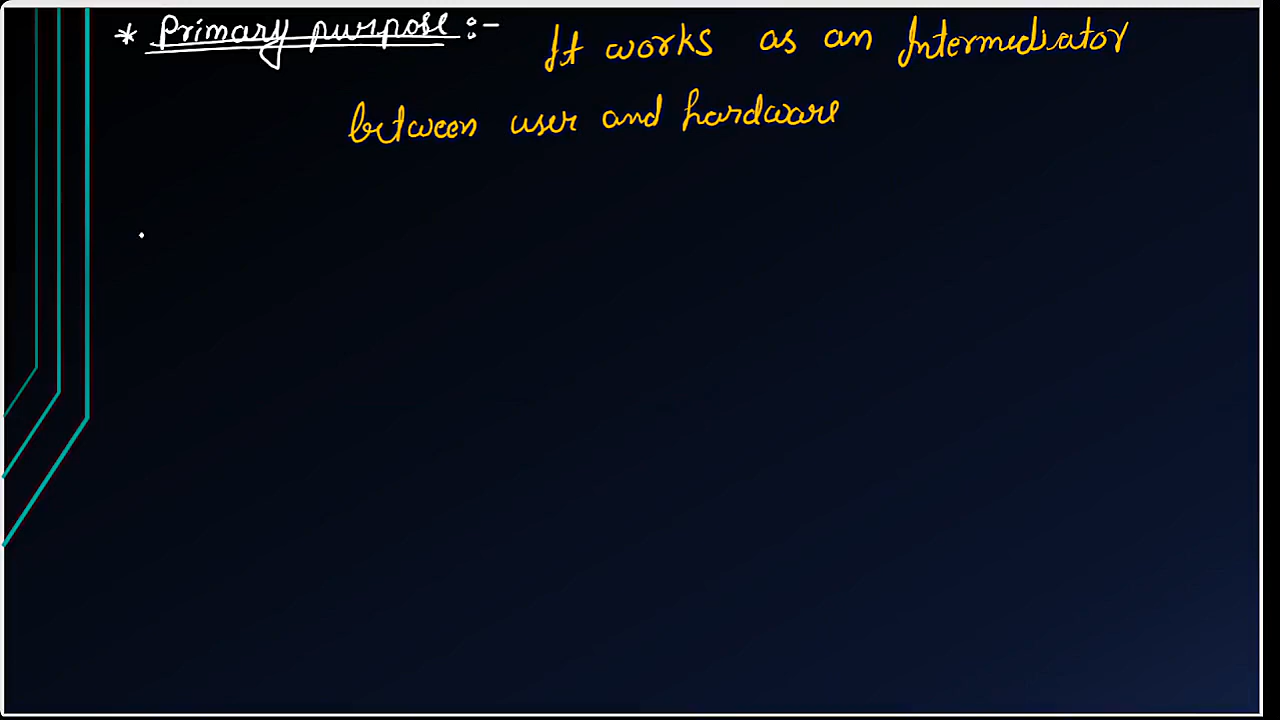 * Primary purpose :- It works as an Intermediator
between user and hardware